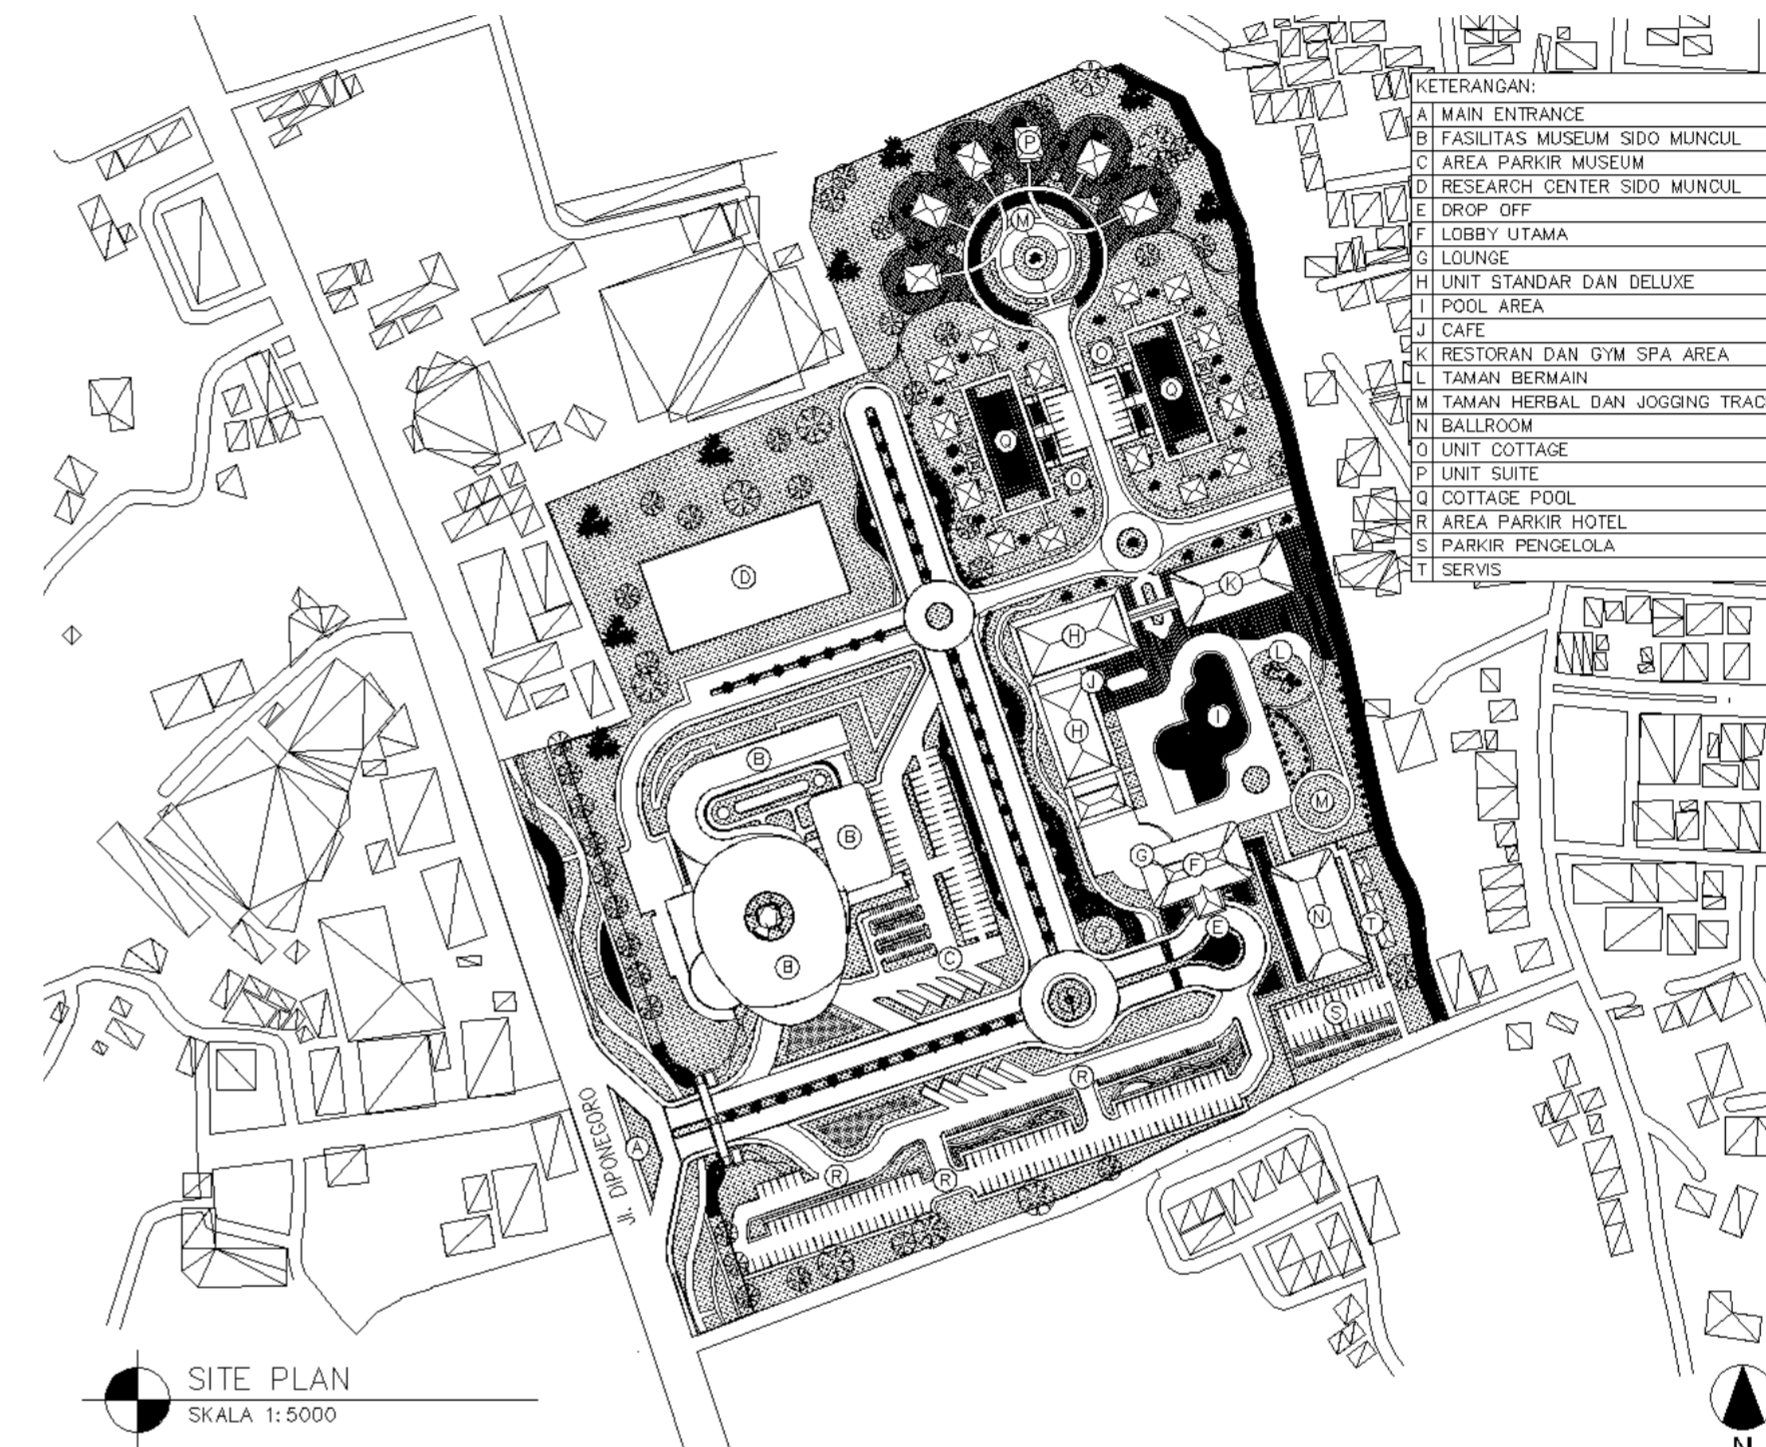 KETERANGAN:
A MAIN ENTRANCE
B FASILITAS MUSEUM SIDO MUNCUL
C AREA PARKIR MUSEUM
D RESEARCH CENTER SIDO MUNCUL
E DROP OFF
F LOBBY UTAMA
G LOUNGE
H UNIT STANDAR DAN DELUXE
I POOL AREA
J CAFE
K RESTORAN DAN GYM SPA AREA
L TAMAN BERMAIN
M TAMAN HERBAL DAN JOGGING TRAC
N BALLROOM
O UNIT COTTAGE
P UNIT SUITE
Q COTTAGE POOL
R AREA PARKIR HOTEL
S PARKIR PENGELOLA
T SERVIS
P
M
O
Q
Q
O
D
K
H
L
J
H
I
B
M
B
G
F
N
T
E
B
C
S
R
A
R
R
Jl. DIPONEGORO
SITE PLAN
SKALA 1:5000
N